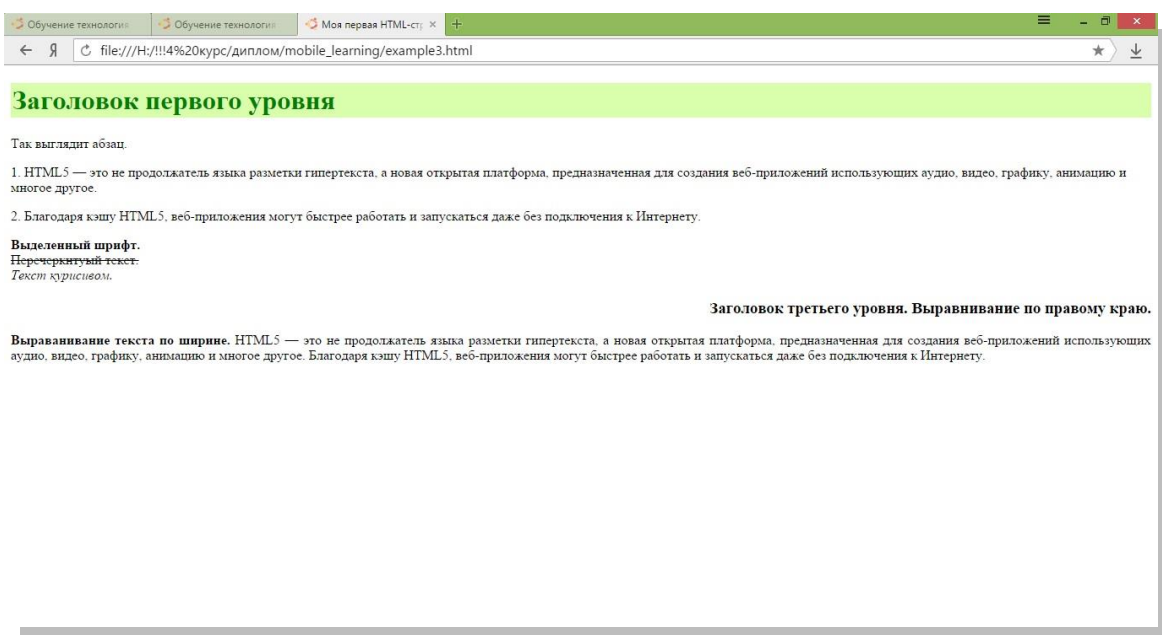 Обучение технология
Обучение технология
Моя первая HTML-стр
file:///H:/!!!4%20курс/диплом/mobile_learning/example3.html
Заголовок первого уровня
Так выглядит абзац.
1. HTML5 — это не продолжатель языка разметки гипертекста, а новая открытая платформа, предназначенная для создания веб-приложений использующих аудио, видео, графику, анимацию и
многое другое.
2. Благодаря кэшу HTML5, веб-приложения могут быстрее работать и запускаться даже без подключения к Интернету.
Выделенный шрифт.
Перечеркнтуый текст.
Текст курисивом.
Заголовок третьего уровня. Выравнивание по правому краю.
Выраванивание текста по ширине. HTML5 — это не продолжатель языка разметки гипертекста, а новая открытая платформа, предназначенная для создания веб-приложений использующих
аудио, видео, графику, анимацию и многое другое. Благодаря кэшу HTML5, веб-приложения могут быстрее работать и запускаться даже без подключения к Интернету.